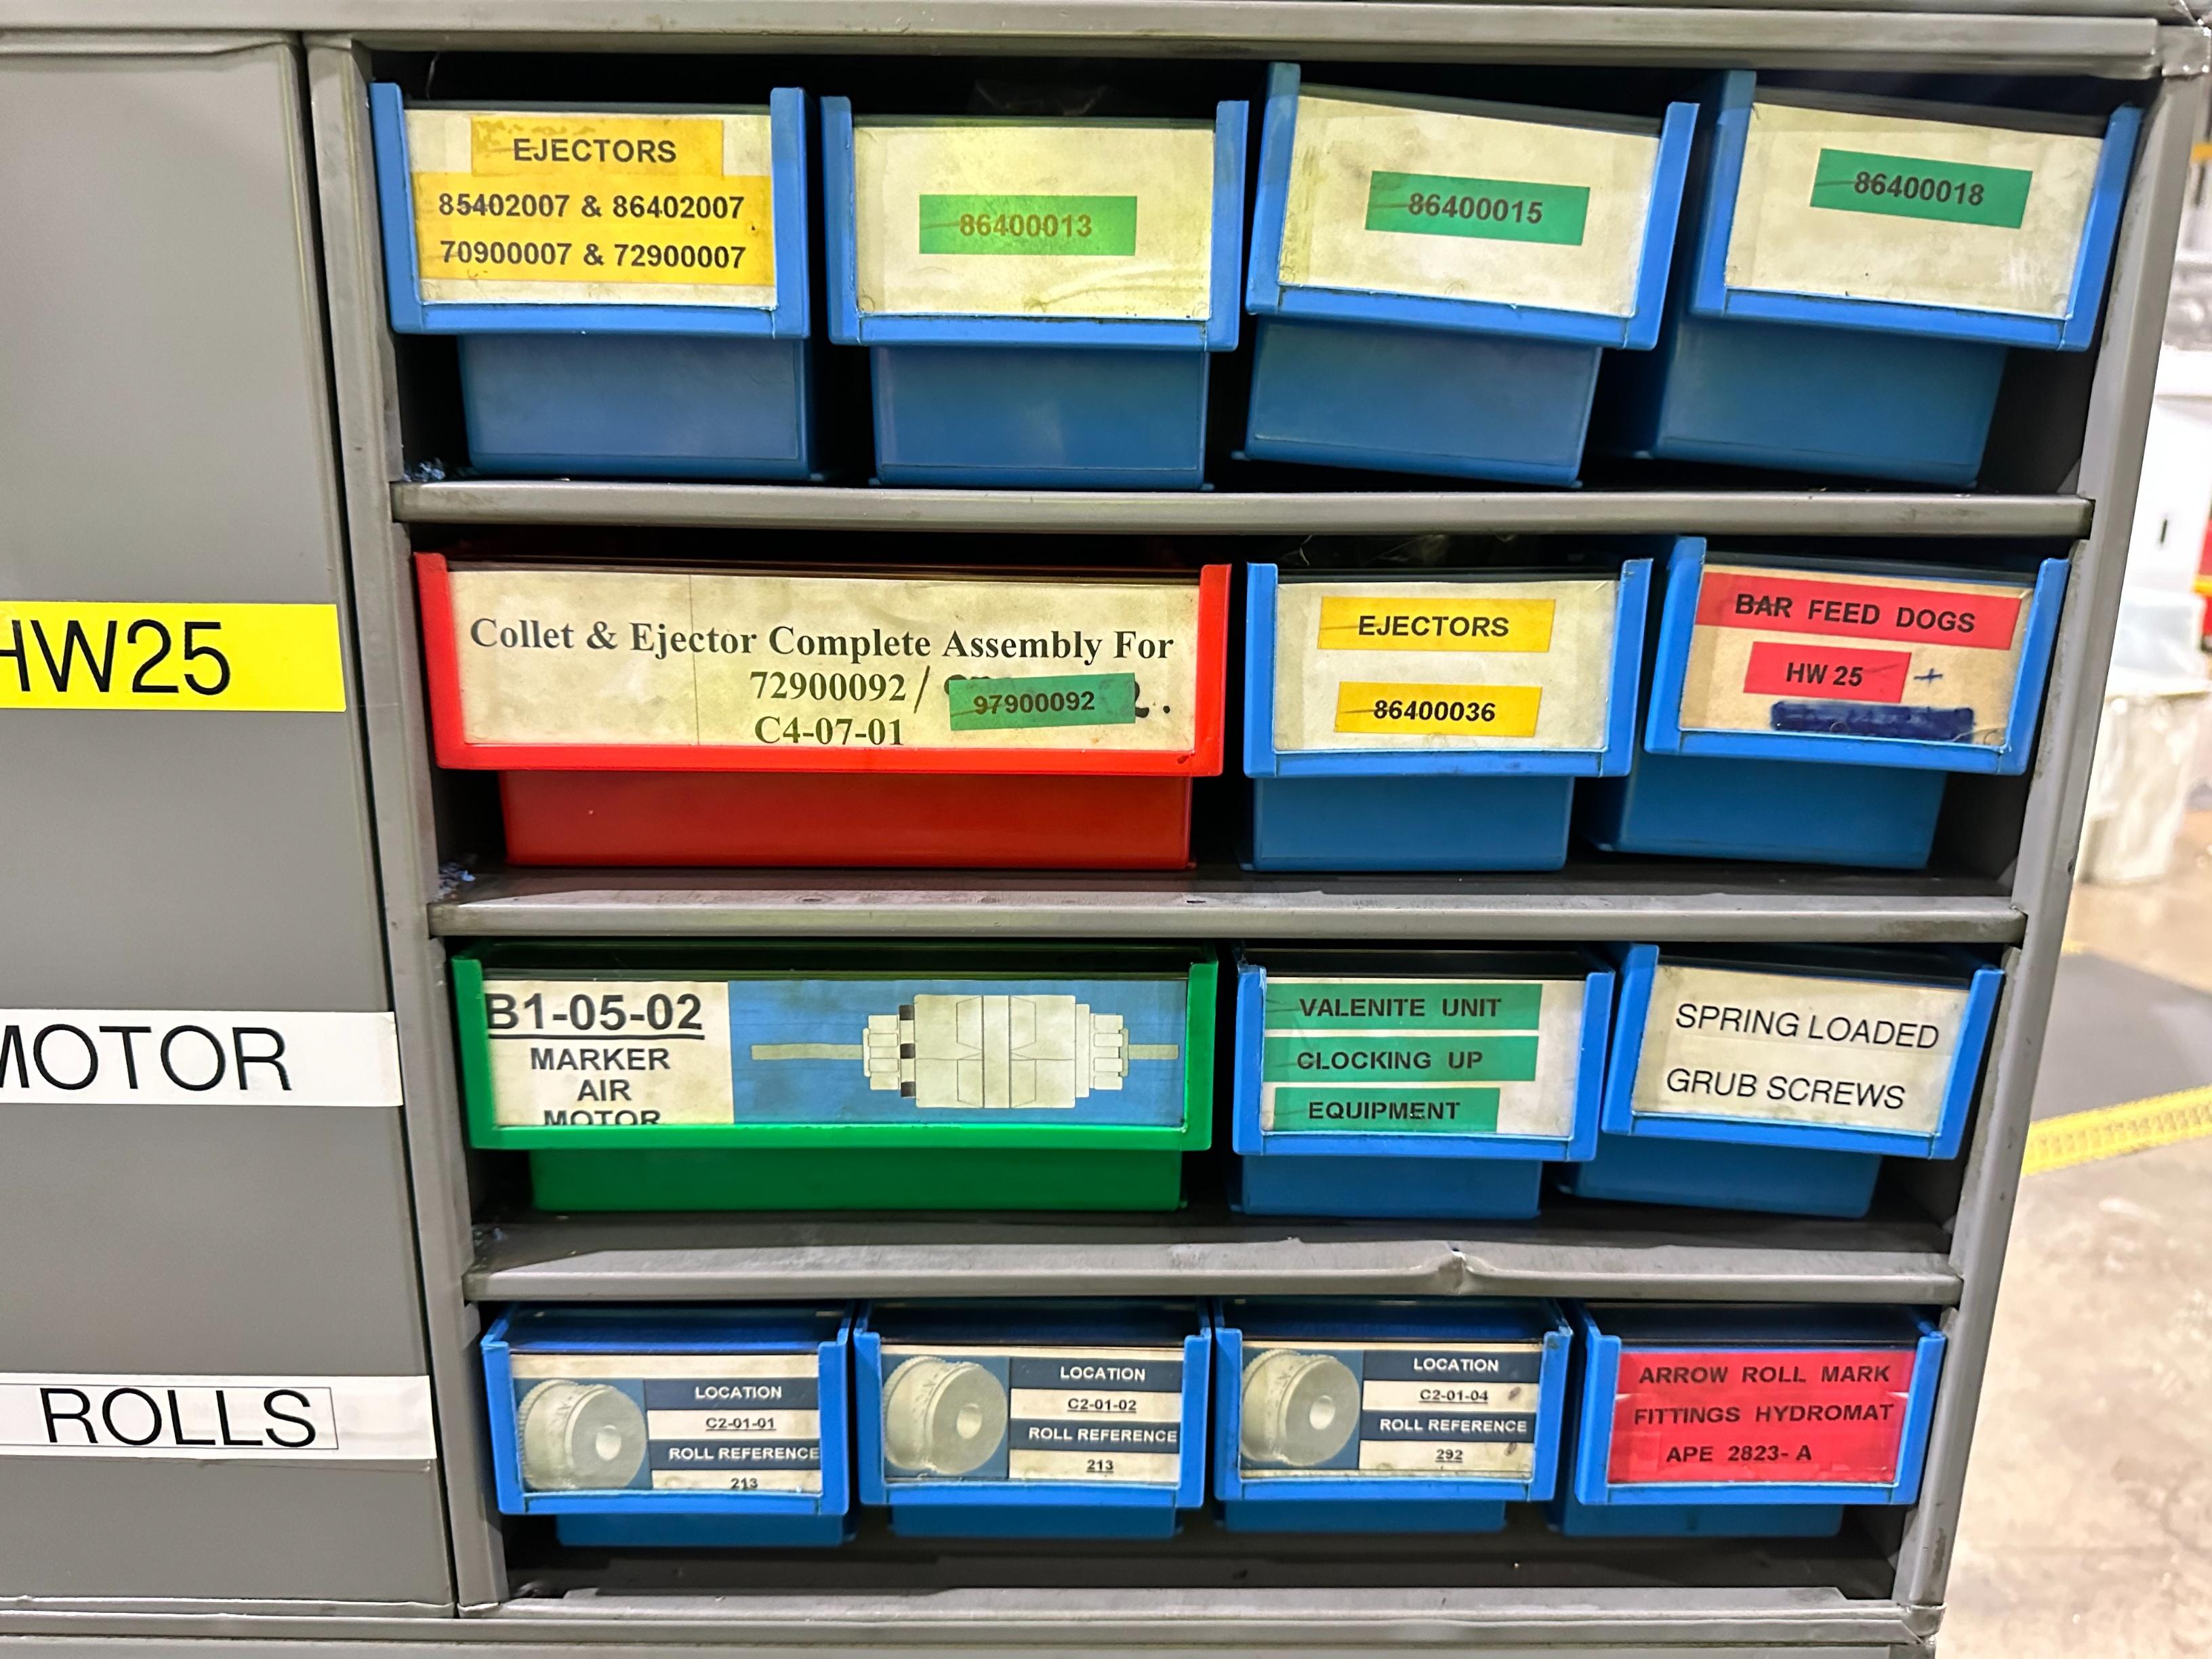 EJECTORS
85402007 & 86402007
70900007 & 72900007
86400013
86400015
86400018
HW25
Collet & Ejector Complete Assembly For
72900092 / 97900092
C4-07-01
EJECTORS
86400036
BAR FEED DOGS
HW 25 +
MOTOR
B1-05-02
MARKER
AIR
MOTOR
VALENITE UNIT
CLOCKING UP
EQUIPMENT
SPRING LOADED
GRUB SCREWS
ROLLS
LOCATION
C2-01-01
ROLL REFERENCE
213
LOCATION
C2-01-02
ROLL REFERENCE
213
LOCATION
C2-01-04
ROLL REFERENCE
292
ARROW ROLL MARK
FITTINGS HYDROMAT
APE 2823- A